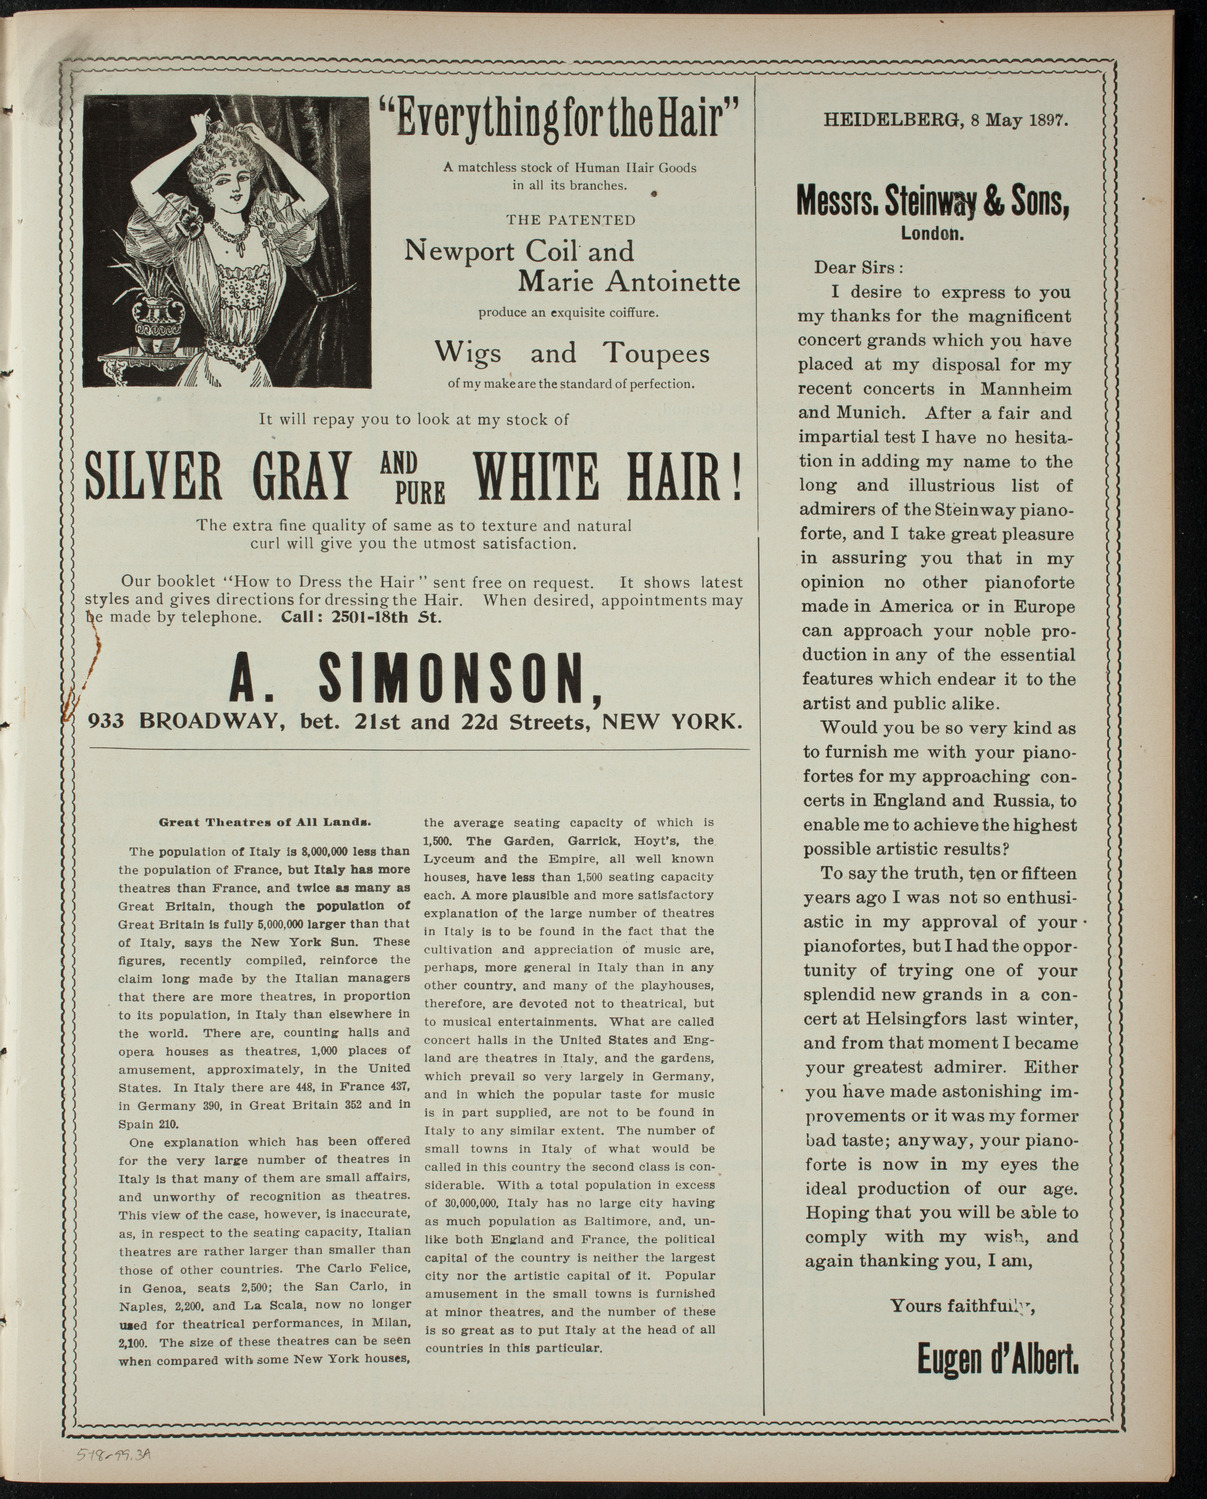 "Everything for the Hair"
A matchless stock of Human Hair Goods
in all its branches.
THE PATENTED
Newport Coil and
Marie Antoinette
produce an exquisite coiffure.
Wigs and Toupees
of my make are the standard of perfection.
It will repay you to look at my stock of
SILVER GRAY AND PURE WHITE HAIR!
The extra fine quality of same as to texture and natural
curl will give you the utmost satisfaction.
Our booklet "How to Dress the Hair" sent free on request. It shows latest
styles and gives directions for dressing the Hair. When desired, appointments may
be made by telephone. Call: 2501-18th St.
A. SIMONSON,
933 BROADWAY, bet. 21st and 22d Streets, NEW YORK.
Great Theatres of All Lands.
The population of Italy is 8,000,000 less than
the population of France, but Italy has more
theatres than France, and twice as many as
Great Britain, though the population of
Great Britain is fully 5,000,000 larger than that
of Italy, says the New York Sun. These
figures, recently compiled, reinforce the
claim long made by the Italian managers
that there are more theatres, in proportion
to its population, in Italy than elsewhere in
the world. There are, counting halls and
opera houses as theatres, 1,000 places of
amusement, approximately, in the United
States. In Italy there are 448, in France 437,
in Germany 390, in Great Britain 352 and in
Spain 210.
One explanation which has been offered
for the very large number of theatres in
Italy is that many of them are small affairs,
and unworthy of recognition as theatres.
This view of the case, however, is inaccurate,
as, in respect to the seating capacity, Italian
theatres are rather larger than smaller than
those of other countries. The Carlo Felice,
in Genoa, seats 2,500; the San Carlo, in
Naples, 2,200, and La Scala, now no longer
used for theatrical performances, in Milan,
2,100. The size of these theatres can be seen
when compared with some New York houses,
the average seating capacity of which is
1,500. The Garden, Garrick, Hoyt's, the
Lyceum and the Empire, all well known
houses, have less than 1,500 seating capacity
each. A more plausible and more satisfactory
explanation of the large number of theatres
in Italy is to be found in the fact that the
cultivation and appreciation of music are,
perhaps, more general in Italy than in any
other country, and many of the playhouses,
therefore, are devoted not to theatrical, but
to musical entertainments. What are called
concert halls in the United States and Eng-
land are theatres in Italy, and the gardens,
which prevail so very largely in Germany,
and in which the popular taste for music
is in part supplied, are not to be found in
Italy to any similar extent. The number of
small towns in Italy of what would be
called in this country the second class is con-
siderable. With a total population in excess
of 30,000,000, Italy has no large city having
as much population as Baltimore, and, un-
like both England and France, the political
capital of the country is neither the largest
city nor the artistic capital of it. Popular
amusement in the small towns is furnished
at minor theatres, and the number of these
is so great as to put Italy at the head of all
countries in this particular.
HEIDELBERG, 8 May 1897.
Messrs. Steinway & Sons,
London.
Dear Sirs:
I desire to express to you
my thanks for the magnificent
concert grands which you have
placed at my disposal for my
recent concerts in Mannheim
and Munich. After a fair and
impartial test I have no hesita-
tion in adding my name to the
long and illustrious list of
admirers of the Steinway piano-
forte, and I take great pleasure
in assuring you that in my
opinion no other pianoforte
made in America or in Europe
can approach your noble pro-
duction in any of the essential
features which endear it to the
artist and public alike.
Would you be so very kind as
to furnish me with your piano-
fortes for my approaching con-
certs in England and Russia, to
enable me to achieve the highest
possible artistic results?
To say the truth, ten or fifteen
years ago I was not so enthusi-
astic in my approval of your
pianofortes, but I had the oppor-
tunity of trying one of your
splendid new grands in a con-
cert at Helsingfors last winter,
and from that moment I became
your greatest admirer. Either
you have made astonishing im-
provements or it was my former
bad taste; anyway, your piano-
forte is now in my eyes the
ideal production of our age.
Hoping that you will be able to
comply with my wish, and
again thanking you, I am,
Yours faithfully,
Eugen d'Albert.
518-99.3A